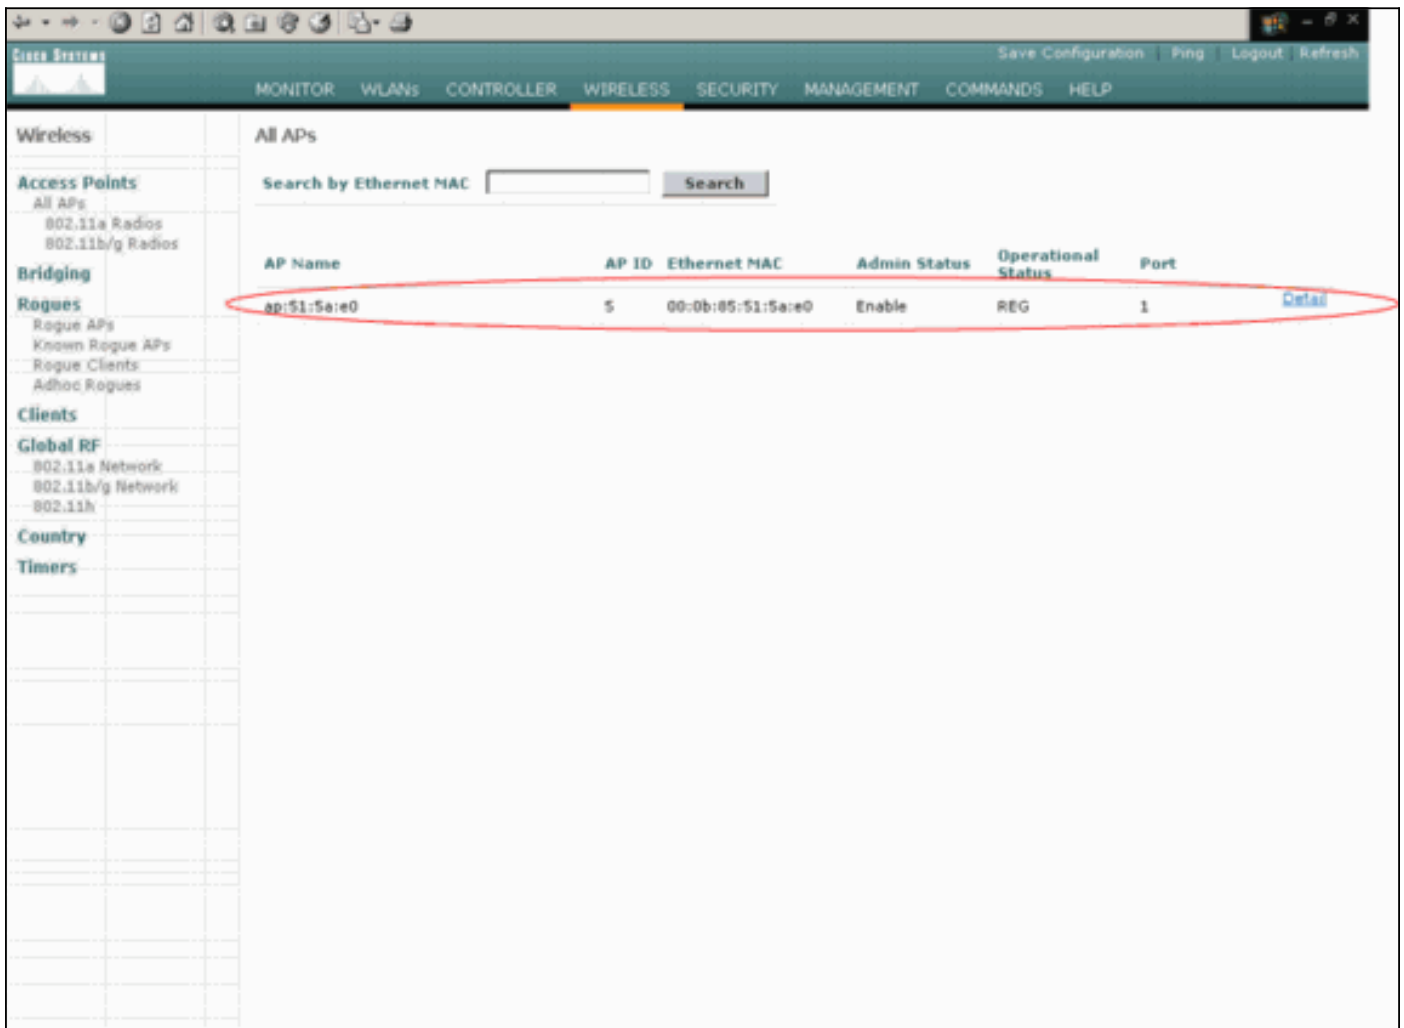 CISCO SYSTEMS
Save Configuration | Ping | Logout | Refresh
MONITOR WLANs CONTROLLER WIRELESS SECURITY MANAGEMENT COMMANDS HELP
Wireless
Access Points
All APs
802.11a Radios
802.11b/g Radios
Bridging
Rogues
Rogue APs
Known Rogue APs
Rogue Clients
Adhoc Rogues
Clients
Global RF
802.11a Network
802.11b/g Network
802.11h
Country
Timers
All APs
Search by Ethernet MAC Search
AP Name AP ID Ethernet MAC Admin Status Operational Status Port
ap:51:5a:e0 5 00:0b:85:51:5a:e0 Enable REG 1 Detail